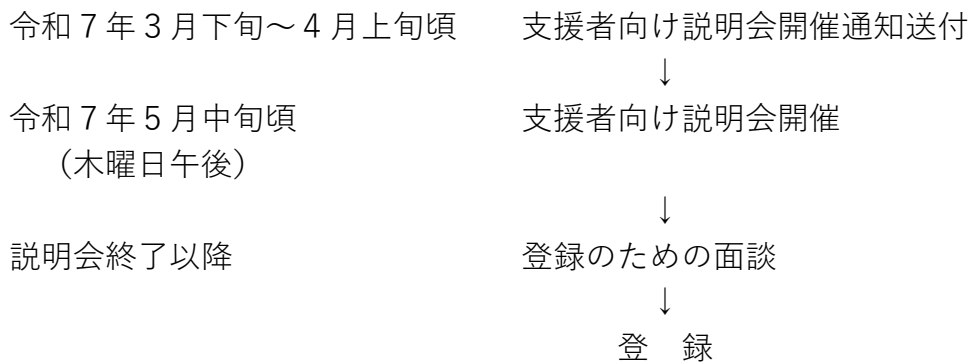 令和７年３月下旬～４月上旬頃　　支援者向け説明会開催通知送付
↓
令和７年５月中旬頃　　支援者向け説明会開催
（木曜日午後）
↓
説明会終了以降　　登録のための面談
↓
登　録